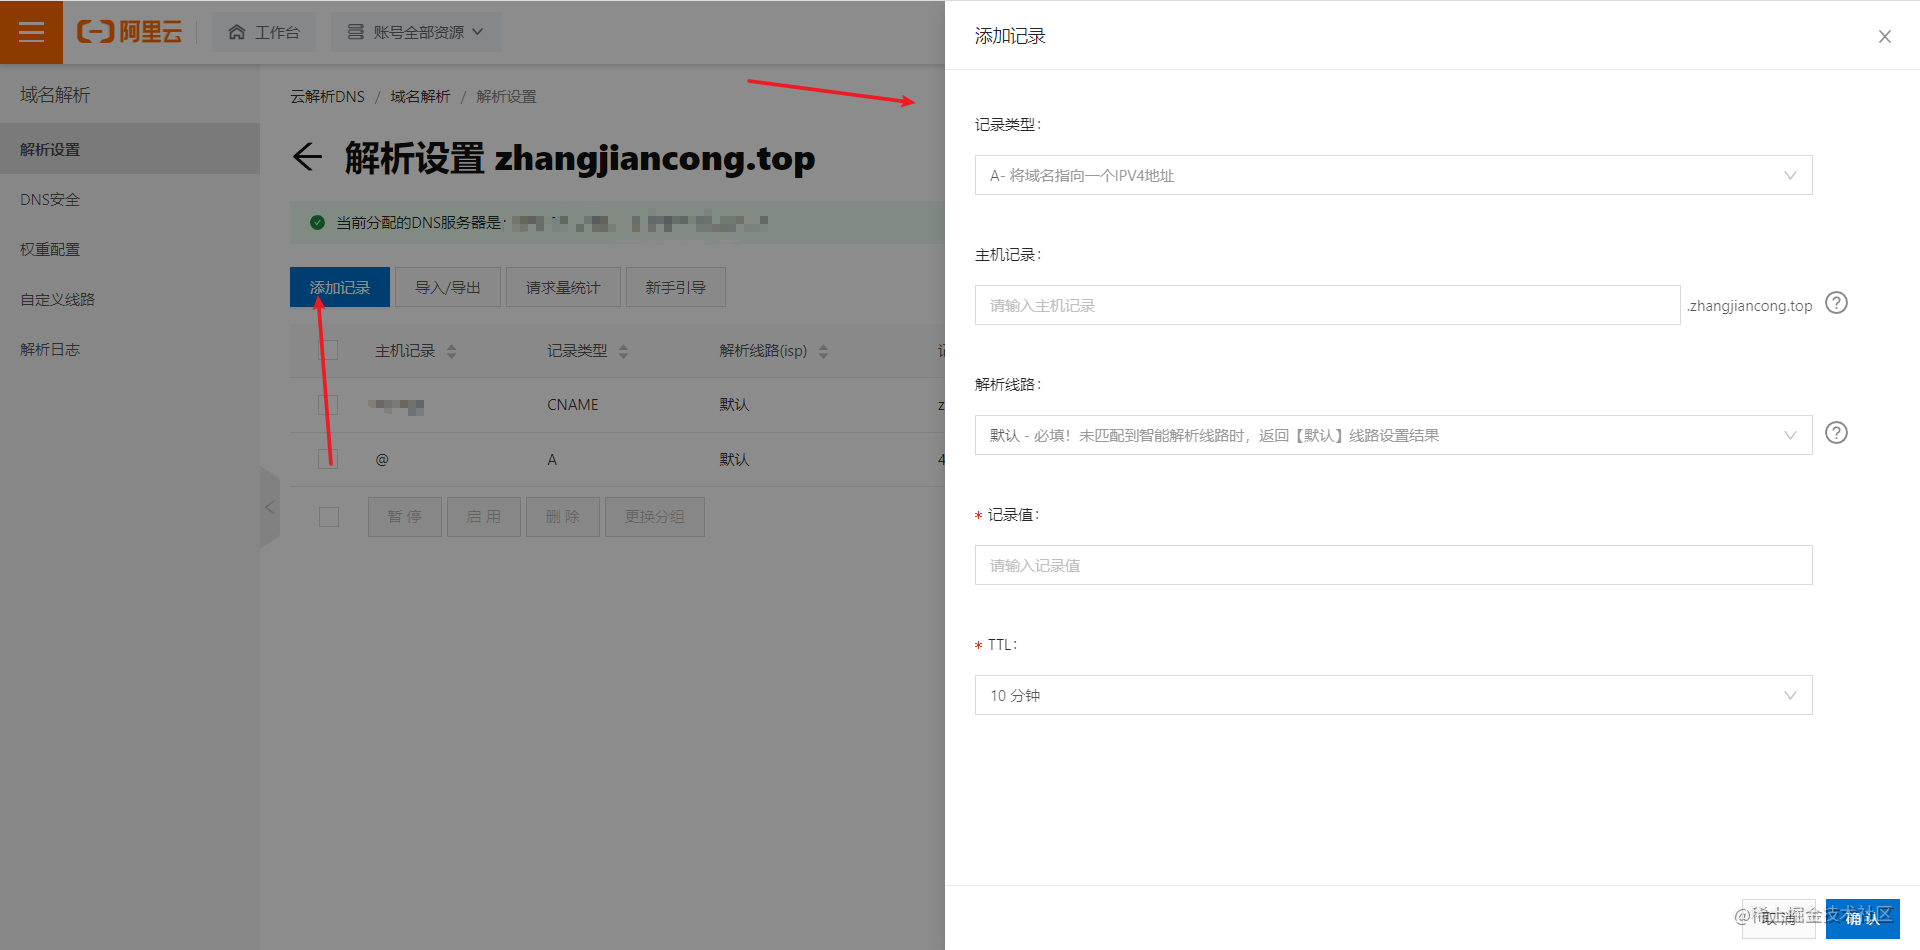 阿里云
工作台
账号全部资源
域名解析
解析设置
DNS安全
权重配置
自定义线路
解析日志
云解析DNS / 域名解析 / 解析设置
解析设置 zhangjiancong.top
当前分配的DNS服务器是:
添加记录
导入/导出
请求量统计
新手引导
主机记录
记录类型
解析线路(isp)
CNAME
默认
z
@
A
默认
4
暂 停
启 用
删 除
更换分组
添加记录
记录类型:
A- 将域名指向一个IPV4地址
主机记录:
请输入主机记录
.zhangjiancong.top
解析线路:
默认 - 必填！未匹配到智能解析线路时，返回【默认】线路设置结果
* 记录值:
请输入记录值
* TTL:
10 分钟
取 消
确 认
@稀土掘金技术社区